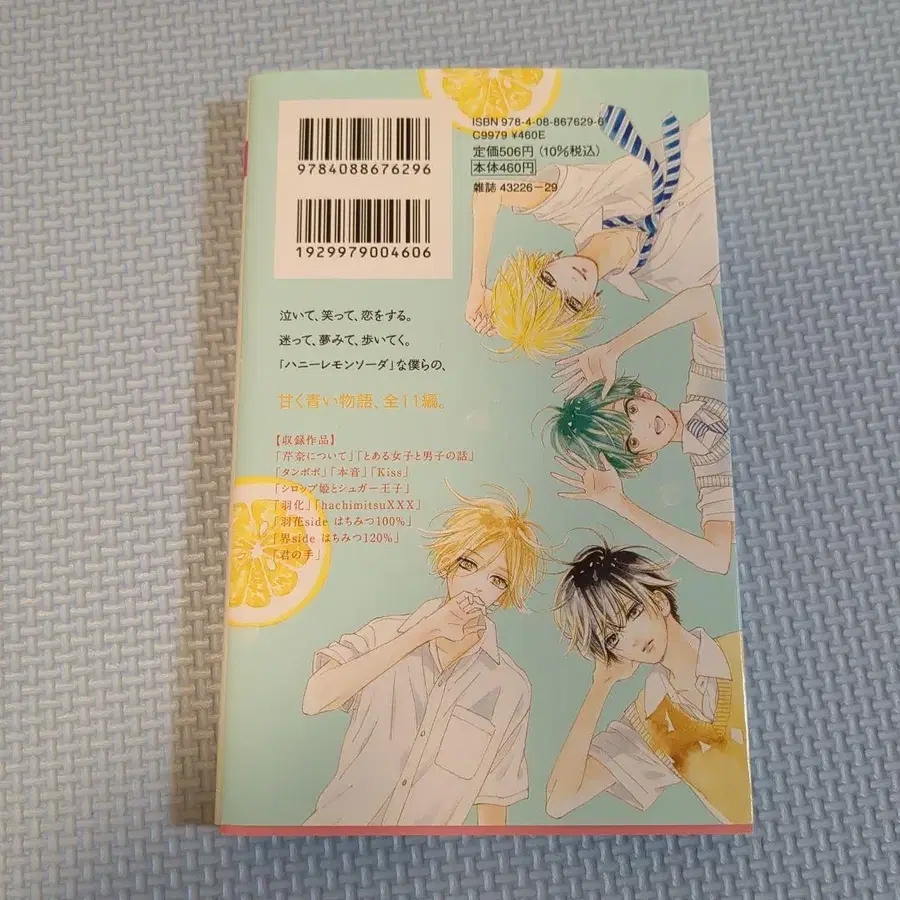 9784088676296
1929979004606
ISBN 978-4-08-867629-6
C9979 ¥460E
定価506円(10%税込)
本体460円
雑誌 43226-29
泣いて、笑って、恋をする。
迷って、夢みて、歩いてく。
「ハニーレモンソーダ」な僕らの、
甘く青い物語、全11編。
【収録作品】
「芹奈について」「とある女子と男子の話」
「タンポポ」「本音」「Kiss」
「シロップ姫とシュガー王子」
「羽化」「hachimitsuXXX」
「羽花side はちみつ100%」
「界side はちみつ120%」
「君の手」